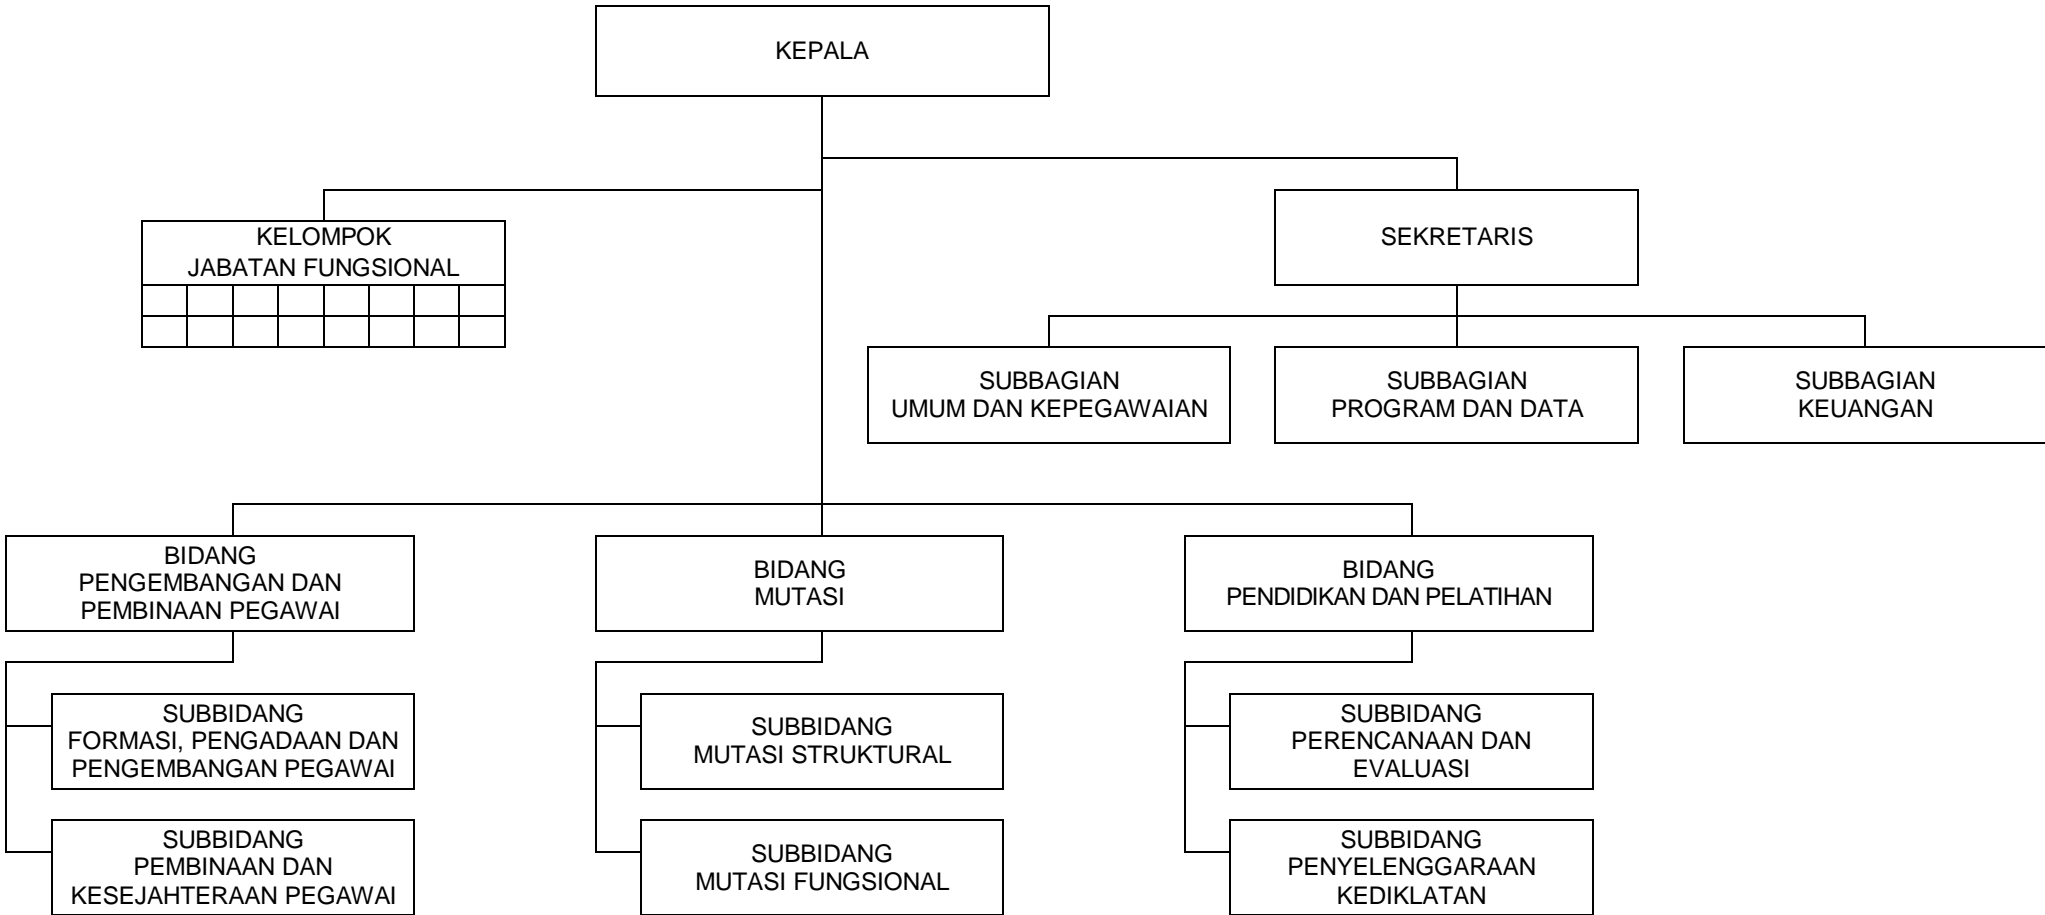 KEPALA
KELOMPOK
JABATAN FUNGSIONAL
SEKRETARIS
SUBBAGIAN
UMUM DAN KEPEGAWAIAN
SUBBAGIAN
PROGRAM DAN DATA
SUBBAGIAN
KEUANGAN
BIDANG
PENGEMBANGAN DAN
PEMBINAAN PEGAWAI
BIDANG
MUTASI
BIDANG
PENDIDIKAN DAN PELATIHAN
SUBBIDANG
FORMASI, PENGADAAN DAN
PENGEMBANGAN PEGAWAI
SUBBIDANG
MUTASI STRUKTURAL
SUBBIDANG
PERENCANAAN DAN
EVALUASI
SUBBIDANG
PEMBINAAN DAN
KESEJAHTERAAN PEGAWAI
SUBBIDANG
MUTASI FUNGSIONAL
SUBBIDANG
PENYELENGGARAAN
KEDIKLATAN